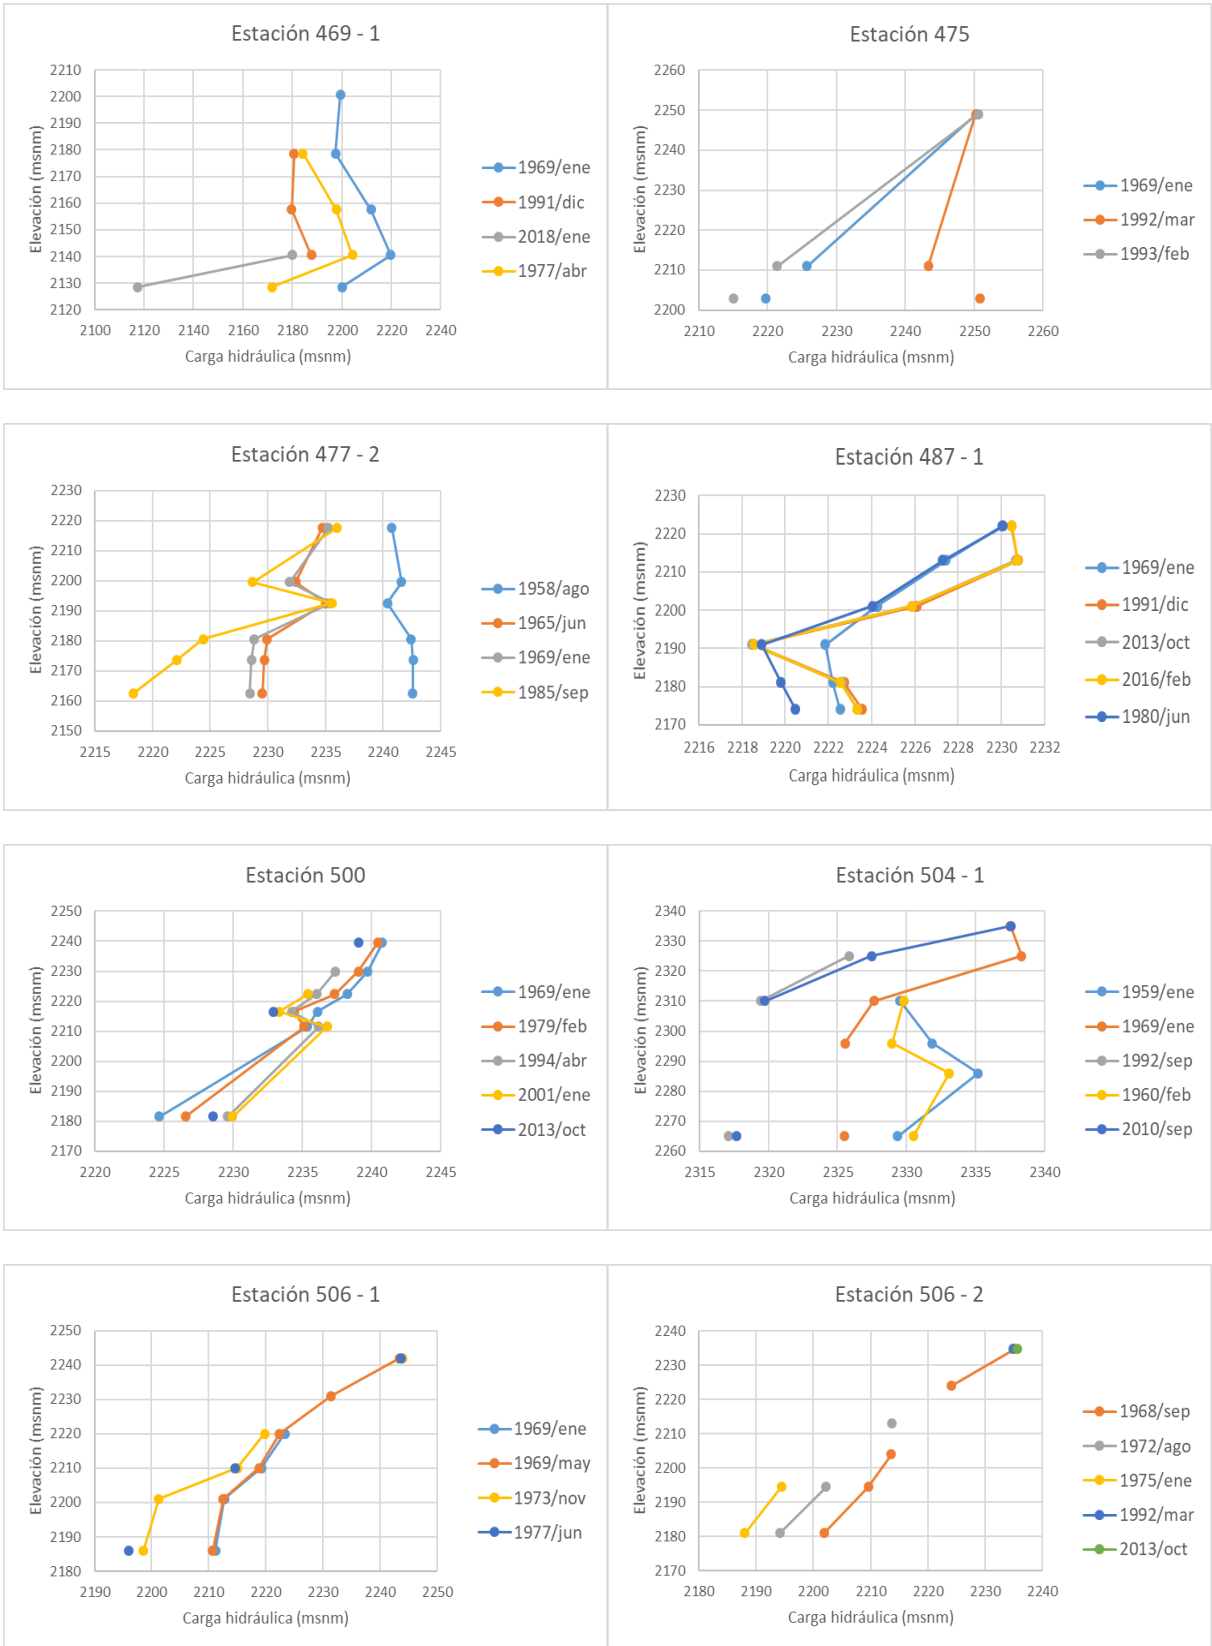 Estación 469 - 1
Elevación (msnm)
2210
2200
2190
2180
2170
2160
2150
2140
2130
2120
2100 2120 2140 2160 2180 2200 2220 2240
Carga hidráulica (msnm)
1969/ene
1991/dic
2018/ene
1977/abr
Estación 475
Elevación (msnm)
2260
2250
2240
2230
2220
2210
2200
2210 2220 2230 2240 2250 2260
Carga hidráulica (msnm)
1969/ene
1992/mar
1993/feb
Estación 477 - 2
Elevación (msnm)
2230
2220
2210
2200
2190
2180
2170
2160
2150
2215 2220 2225 2230 2235 2240 2245
Carga hidráulica (msnm)
1958/ago
1965/jun
1969/ene
1985/sep
Estación 487 - 1
Elevación (msnm)
2230
2220
2210
2200
2190
2180
2170
2216 2218 2220 2222 2224 2226 2228 2230 2232
Carga hidráulica (msnm)
1969/ene
1991/dic
2013/oct
2016/feb
1980/jun
Estación 500
Elevación (msnm)
2250
2240
2230
2220
2210
2200
2190
2180
2170
2220 2225 2230 2235 2240 2245
Carga hidráulica (msnm)
1969/ene
1979/feb
1994/abr
2001/ene
2013/oct
Estación 504 - 1
Elevación (msnm)
2340
2330
2320
2310
2300
2290
2280
2270
2260
2315 2320 2325 2330 2335 2340
Carga hidráulica (msnm)
1959/ene
1969/ene
1992/sep
1960/feb
2010/sep
Estación 506 - 1
Elevación (msnm)
2250
2240
2230
2220
2210
2200
2190
2180
2190 2200 2210 2220 2230 2240 2250
Carga hidráulica (msnm)
1969/ene
1969/may
1973/nov
1977/jun
Estación 506 - 2
Elevación (msnm)
2240
2230
2220
2210
2200
2190
2180
2170
2180 2190 2200 2210 2220 2230 2240
Carga hidráulica (msnm)
1968/sep
1972/ago
1975/ene
1992/mar
2013/oct